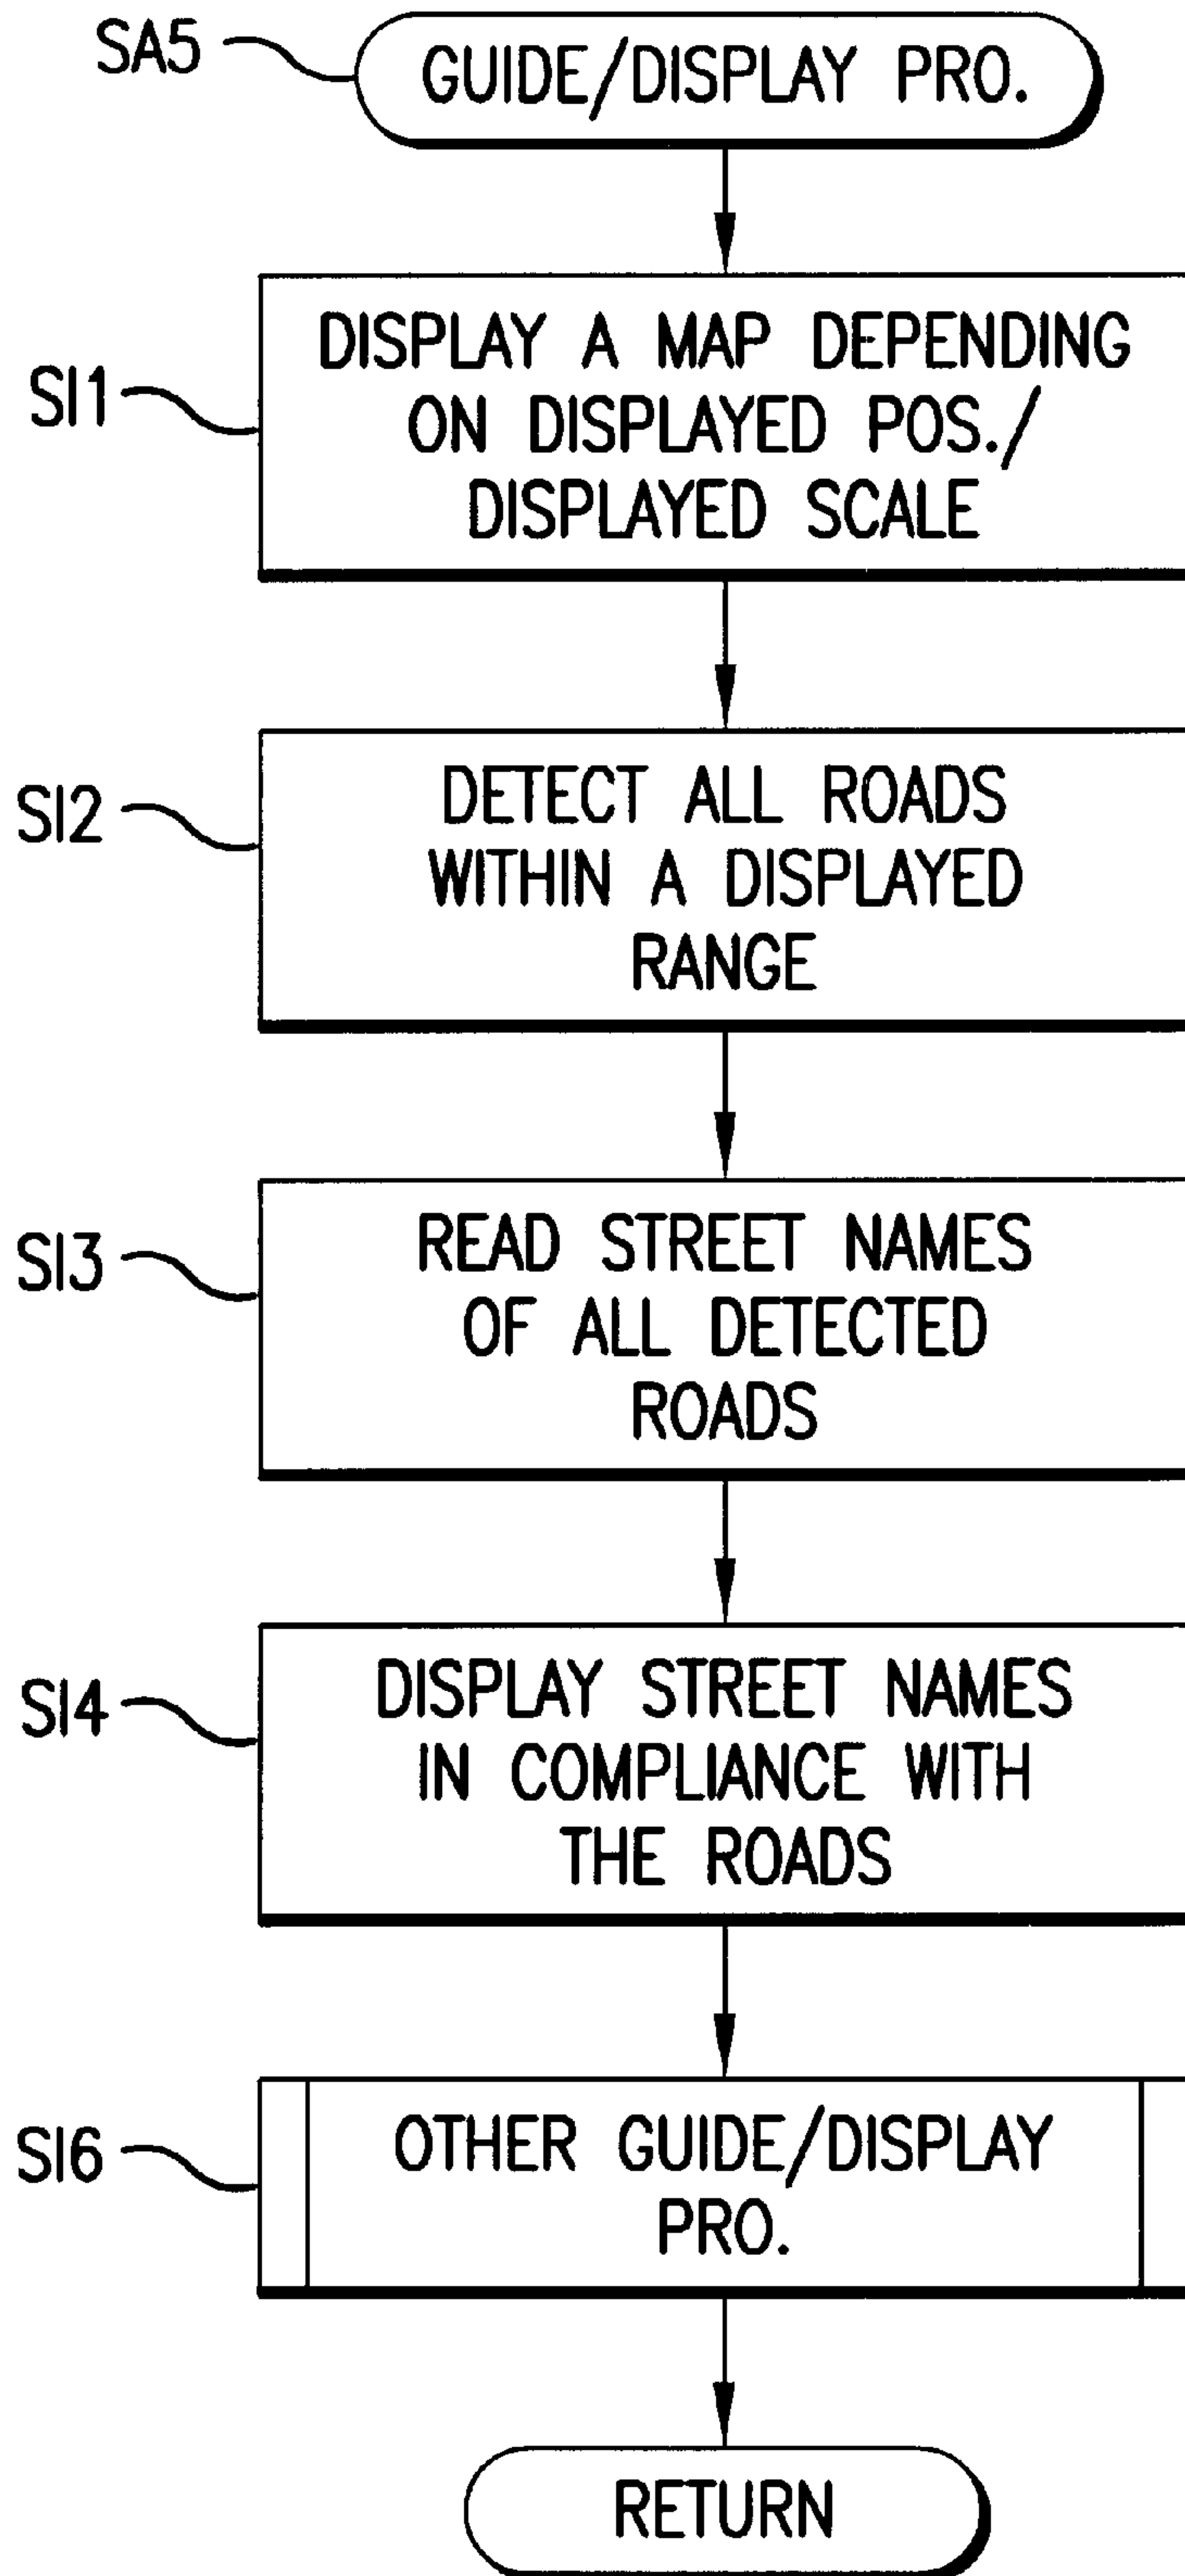 SA5
GUIDE/DISPLAY PRO.
SI1
DISPLAY A MAP DEPENDING
ON DISPLAYED POS./
DISPLAYED SCALE
SI2
DETECT ALL ROADS
WITHIN A DISPLAYED
RANGE
SI3
READ STREET NAMES
OF ALL DETECTED
ROADS
SI4
DISPLAY STREET NAMES
IN COMPLIANCE WITH
THE ROADS
SI6
OTHER GUIDE/DISPLAY
PRO.
RETURN